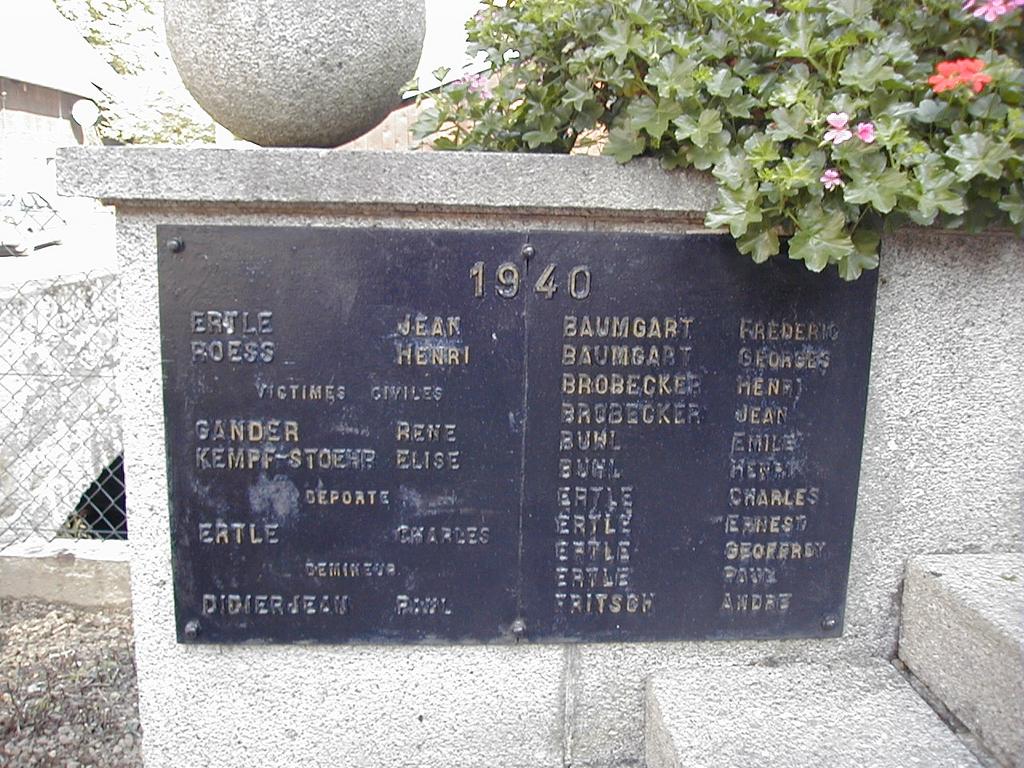 1940
ERTLE JEAN
ROESS HENRI
VICTIMES CIVILES
GANDER RENE
KEMPF-STOEHR ELISE
DEPORTE
ERTLE CHARLES
DEMINEUR
DIDIERJEAN PAUL
BAUMGART FREDERIC
BAUMGART GEORGES
BROBECKER HENRI
BROBECKER JEAN
BUHL EMILE
BUHL HENRI
ERTLE CHARLES
ERTLE ERNEST
ERTLE GEOFFROY
ERTLE PAUL
FRITSCH ANDRE